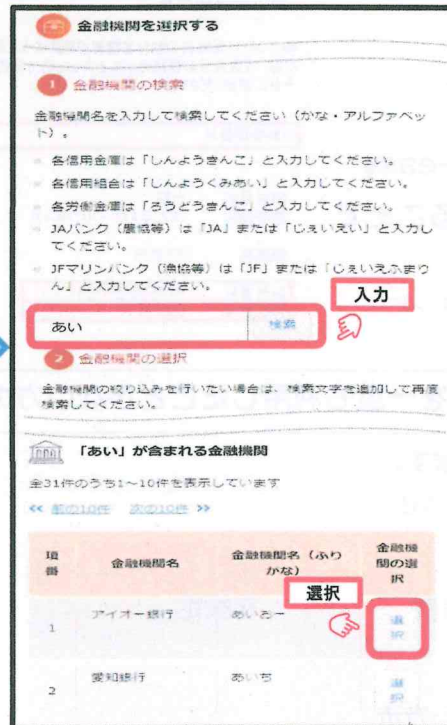 金融機関を選択する
1 金融機関の検索
金融機関名を入力して検索してください（かな・アルファベッ
ト）。
各信用金庫は「しんようきんこ」と入力してください。
各信用組合は「しんようくみあい」と入力してください。
各労働金庫は「ろうどうきんこ」と入力してください。
JAバンク（農協等）は「JA」または「じぇいえい」と入力し
てください。
JFマリンバンク（漁協等）は「JF」または「じぇいえふまり
ん」と入力してください。
入力
あい 検索
2 金融機関の選択
金融機関の絞り込みを行いたい場合は、検索文字を追加して再度
検索してください。
「あい」が含まれる金融機関
全31件のうち1～10件を表示しています
<< 前の10件 次の10件 >>
項番 金融機関名 金融機関名（ふりがな） 金融機関の選択
選択
1 アイオー銀行 あいおー 選択
2 愛知銀行 あいち 選択